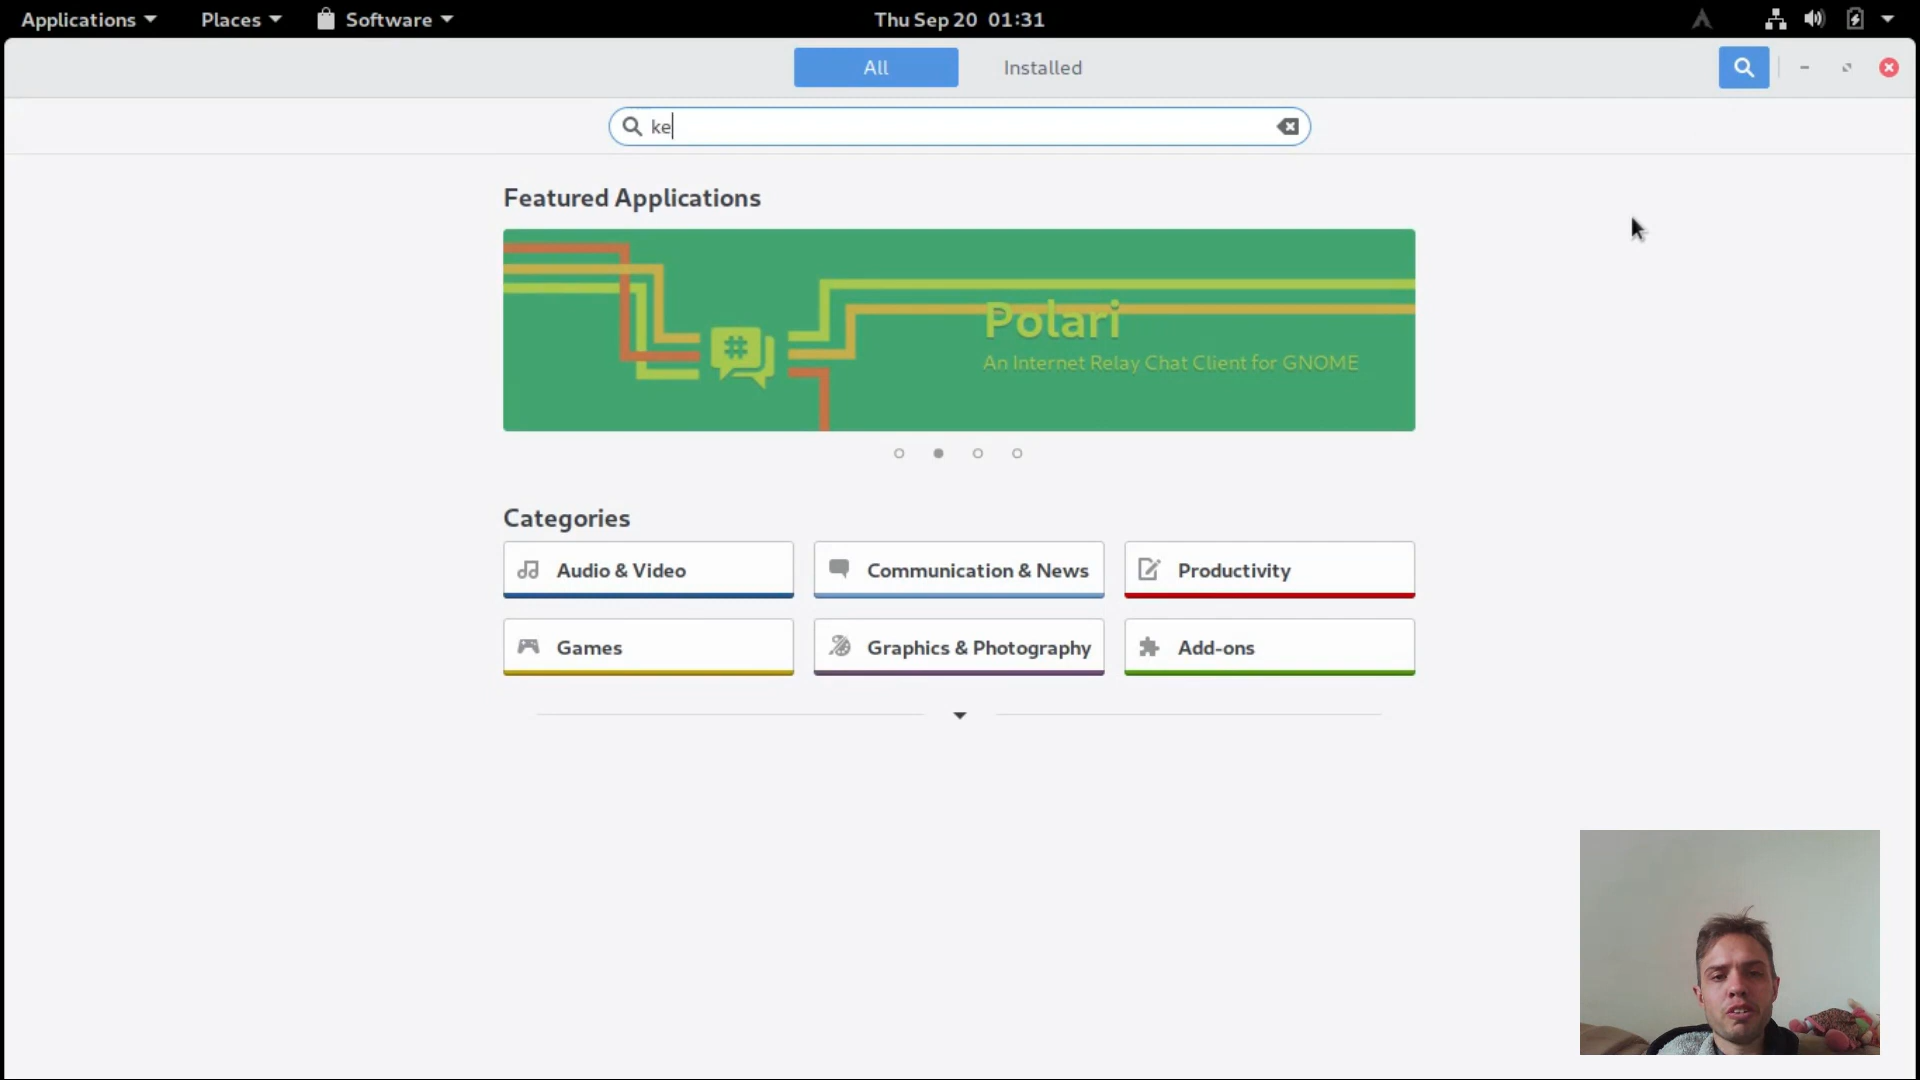 Applications Places Software Thu Sep 20 01:31
All Installed
ke
Featured Applications
Polari
An Internet Relay Chat Client for GNOME
Categories
Audio & Video Communication & News Productivity
Games Graphics & Photography Add-ons